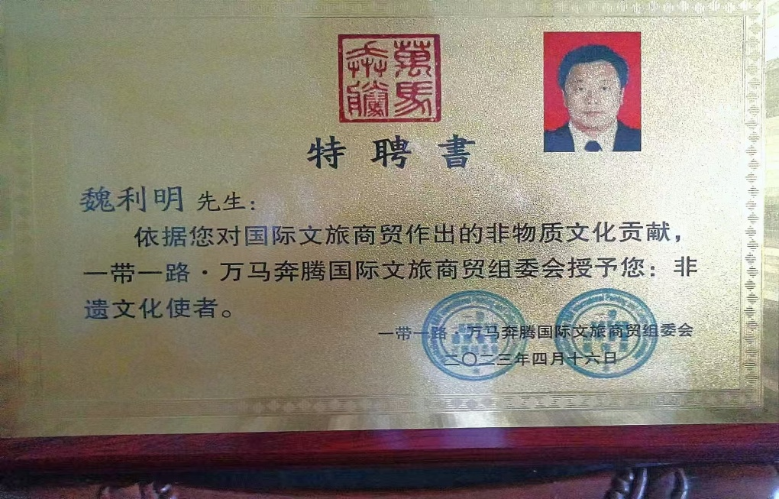 萬馬奔騰
特聘書
魏利明 先生：
依据您对国际文旅商贸作出的非物质文化贡献，
一带一路·万马奔腾国际文旅商贸组委会授予您：非
遗文化使者。
一带一路·万马奔腾国际文旅商贸组委会
二〇二三年四月十六日